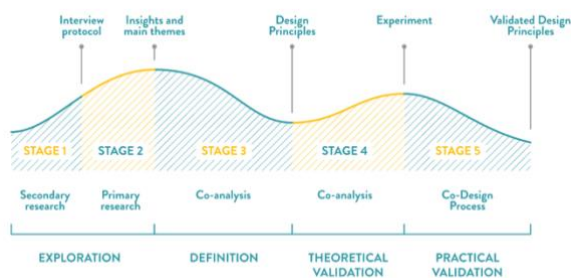 Interview
protocol
Insights and
main themes
Design
Principles
Experiment
Validated Design
Principles
STAGE 1
STAGE 2
STAGE 3
STAGE 4
STAGE 5
Secondary
research
Primary
research
Co-analysis
Co-analysis
Co-Design
Process
EXPLORATION
DEFINITION
THEORETICAL
VALIDATION
PRACTICAL
VALIDATION